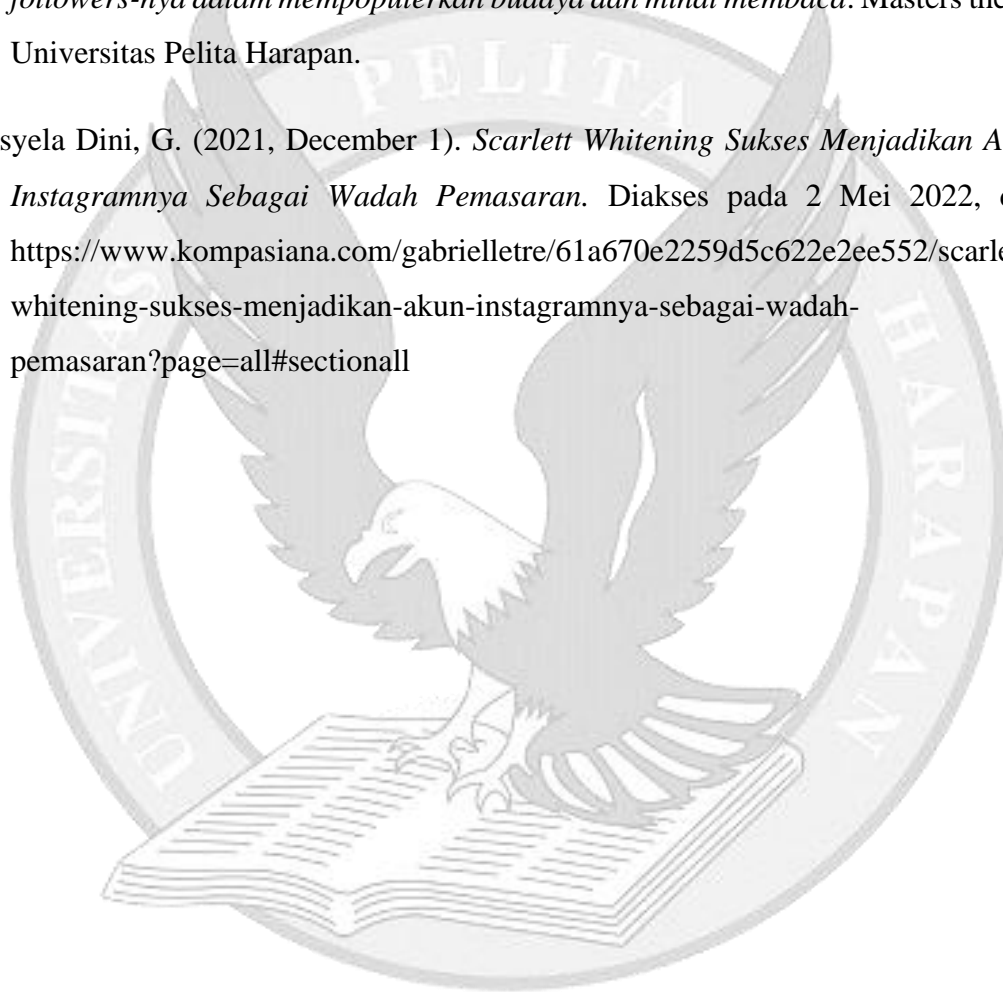 followers-nya dalam mempopulerkan budaya dan minat membaca. Masters
Universitas Pelita Harapan.
PELITA
syela Dini, G. (2021, December 1). Scarlett Whitening Sukses Menjadikan
Instagramnya Sebagai Wadah Pemasaran. Diakses pada 2 Mei 2022,
https://www.kompasiana.com/gabrielletre/61a670e2259d5c622e2ee552/scarle
whitening-sukses-menjadikan-akun-instagramnya-sebagai-wadah-
pemasaran?page=all#sectionall
UNIVERSITAS
HARAPAN